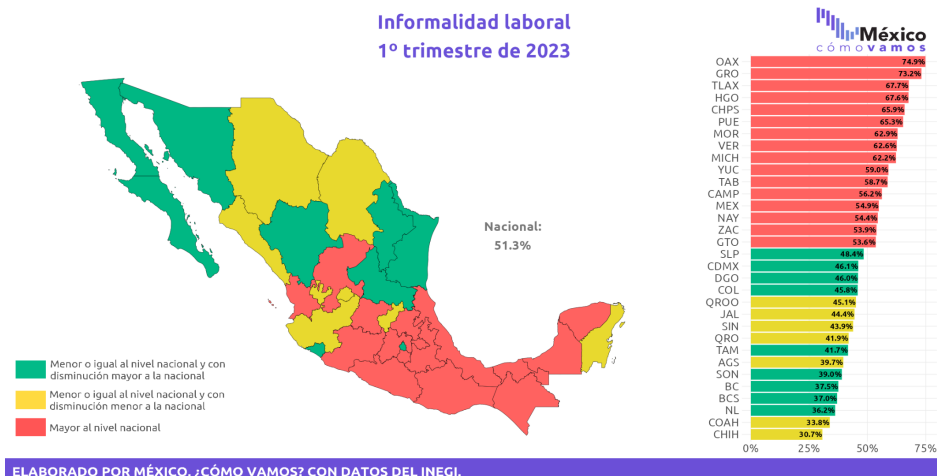 Informalidad laboral
1º trimestre de 2023
México
cómo vamos
Nacional:
51.3%
Menor o igual al nivel nacional y con
disminución mayor a la nacional
Menor o igual al nivel nacional y con
disminución menor a la nacional
Mayor al nivel nacional
OAX 74.9%
GRO 73.2%
TLAX 67.7%
HGO 67.6%
CHPS 65.9%
PUE 65.3%
MOR 62.9%
VER 62.6%
MICH 62.2%
YUC 59.0%
TAB 58.7%
CAMP 56.2%
MEX 54.9%
NAY 54.4%
ZAC 53.9%
GTO 53.6%
SLP 48.4%
CDMX 46.1%
DGO 46.0%
COL 45.8%
QROO 45.1%
JAL 44.4%
SIN 43.9%
QRO 41.9%
TAM 41.7%
AGS 39.7%
SON 39.0%
BC 37.5%
BCS 37.0%
NL 36.2%
COAH 33.8%
CHIH 30.7%
0% 25% 50% 75%
ELABORADO POR MÉXICO, ¿CÓMO VAMOS? CON DATOS DEL INEGI.